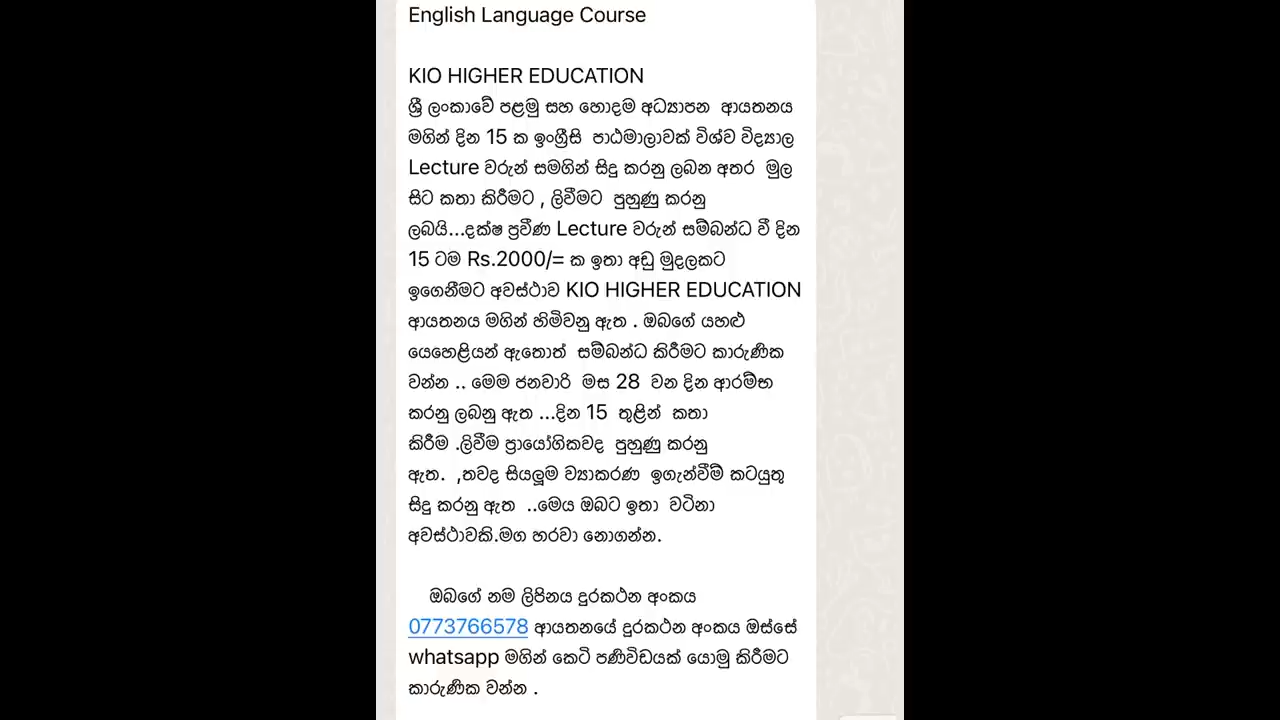 English Language Course
KIO HIGHER EDUCATION
ශ්‍රී ලංකාවේ පළමු සහ හොදම අධ්‍යාපන ආයතනය
මගින් දින 15 ක ඉංග්‍රීසි පාඨමාලාවක් විශ්ව විද්‍යාල
Lecture වරුන් සමගින් සිදු කරනු ලබන අතර මුල
සිට කතා කිරීමට , ලිවීමට පුහුණු කරනු
ලබයි...දක්ෂ ප්‍රවීණ Lecture වරුන් සම්බන්ධ වී දින
15 ටම Rs.2000/= ක ඉතා අඩු මුදලකට
ඉගෙනීමට අවස්ථාව KIO HIGHER EDUCATION
ආයතනය මගින් හිමිවනු ඇත . ඔබගේ යහළු
යෙහෙළියන් ඇතොත් සම්බන්ධ කිරීමට කාරුණික
වන්න .. මෙම ජනවාරි මස 28 වන දින ආරම්භ
කරනු ලබනු ඇත ...දින 15 තුළින් කතා
කිරීම .ලිවීම ප්‍රායෝගිකවද පුහුණු කරනු
ඇත. ,තවද සියලූම ව්‍යාකරණ ඉගැන්වීම් කටයුතු
සිදු කරනු ඇත ..මෙය ඔබට ඉතා වටිනා
අවස්ථාවකි.මග හරවා නොගන්න.
ඔබගේ නම ලිපිනය දුරකථන අංකය
0773766578 ආයතනයේ දුරකථන අංකය ඔස්සේ
whatsapp මගින් කෙටි පණිවිඩයක් යොමු කිරීමට
කාරුණික වන්න .